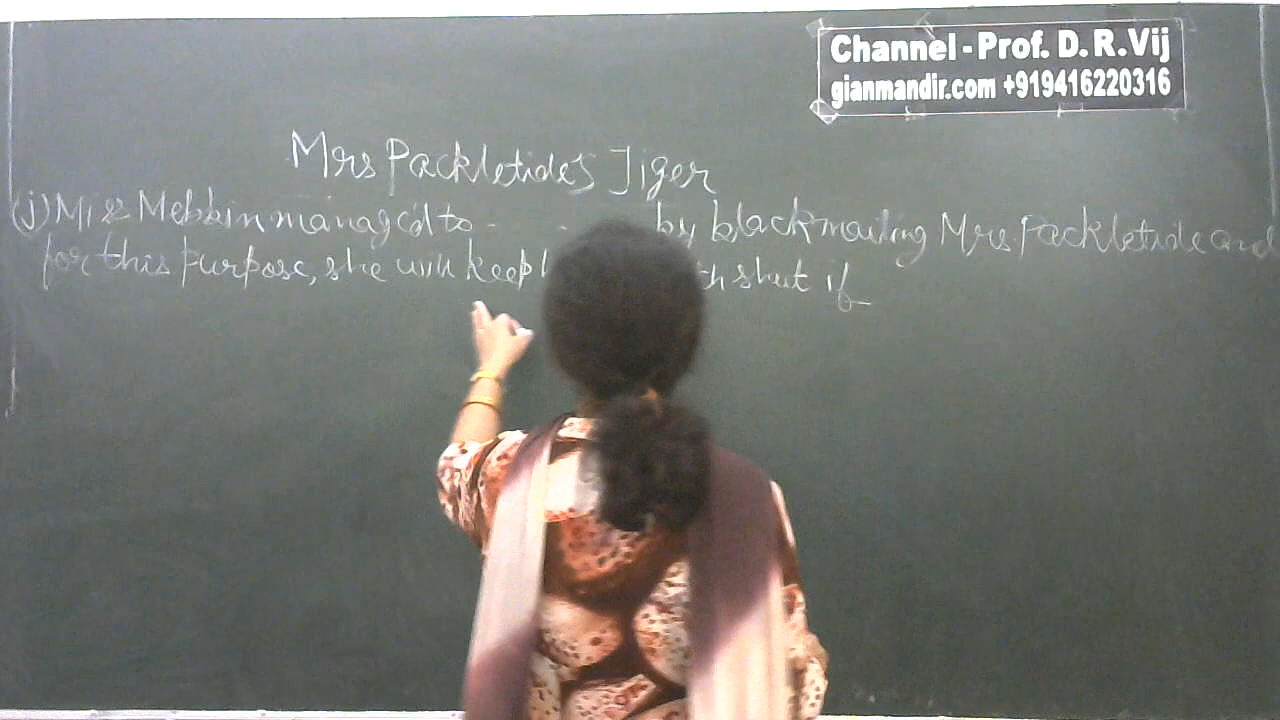 Channel - Prof. D. R. Vij
gianmandir.com +919416220316
Mrs Packletide's Tiger
(j) Miss Mebbin managed to - - by blackmailing Mrs. Packletide and
for this purpose, she will keep shut if